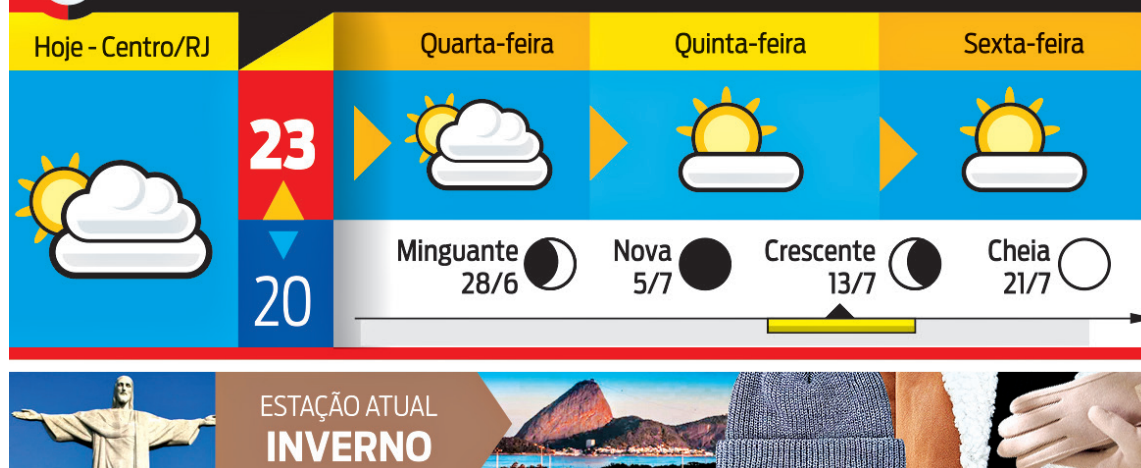 Hoje - Centro/RJ
Quarta-feira
Quinta-feira
Sexta-feira
23
20
Minguante
28/6
Nova
5/7
Crescente
13/7
Cheia
21/7
ESTAÇÃO ATUAL
INVERNO